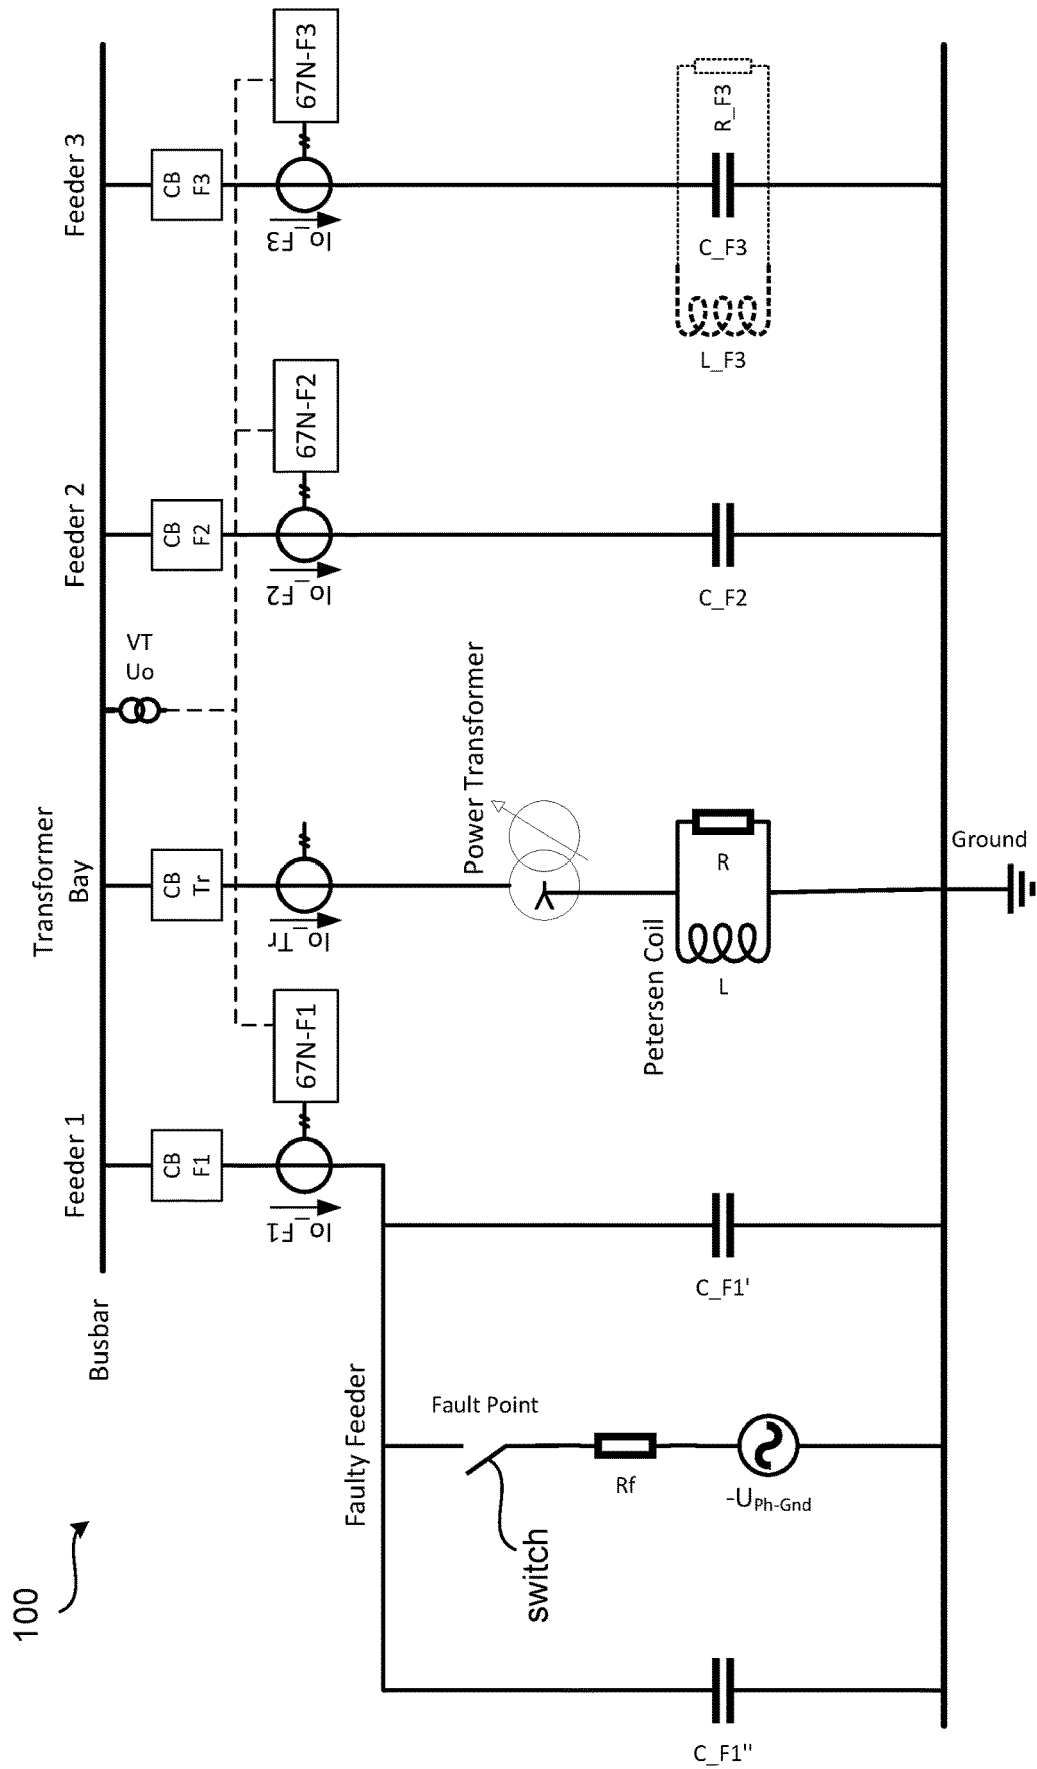 100
Busbar
Feeder 1
Transformer
Bay
Feeder 2
Feeder 3
VT
Uo
CB
F1
CB
Tr
CB
F2
CB
F3
67N-F1
67N-F2
67N-F3
Io_F1
Io_Tr
Io_F2
Io_F3
Faulty Feeder
Fault Point
switch
Power Transformer
Petersen Coil
Rf
-UPh-Gnd
C_F1"
C_F1'
L
R
C_F2
L_F3
C_F3
R_F3
Ground